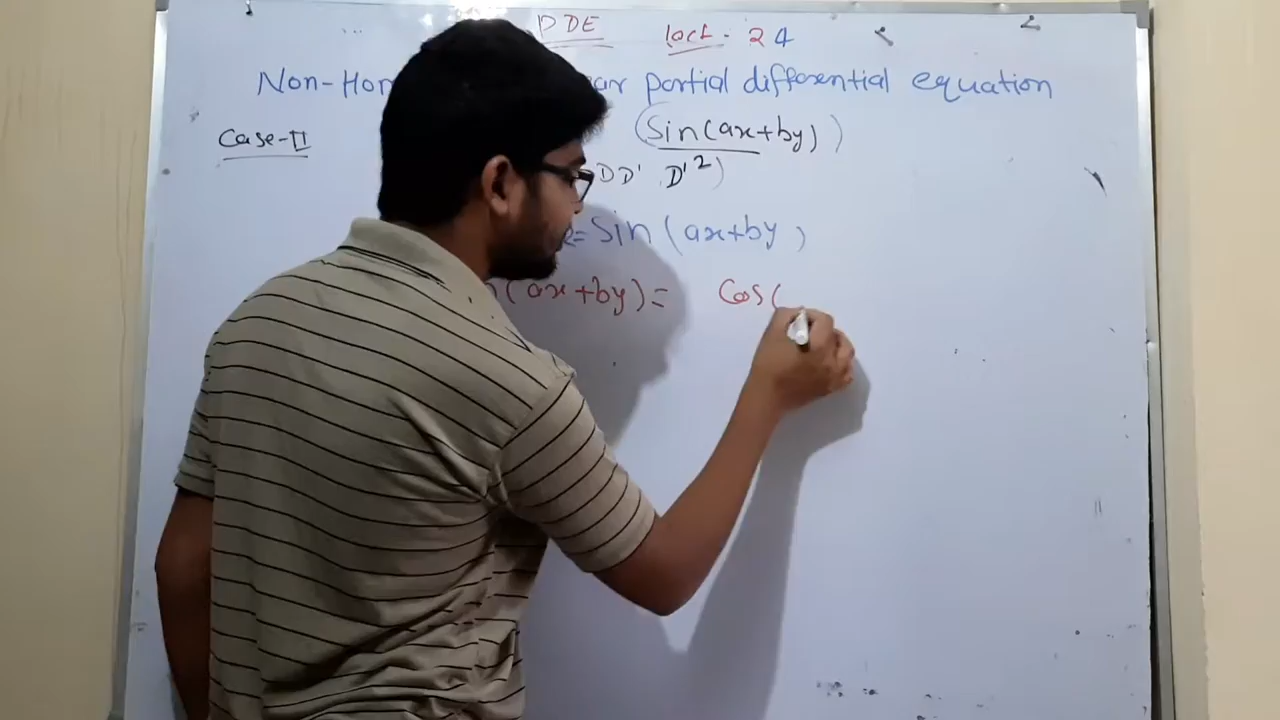 PDE Lect - 24
Non-Hom ar partial differential equation
Case-II (Sin(ax+by))
DD' D'2)
= Sin (ax+by)
(ax+by) = Cos(